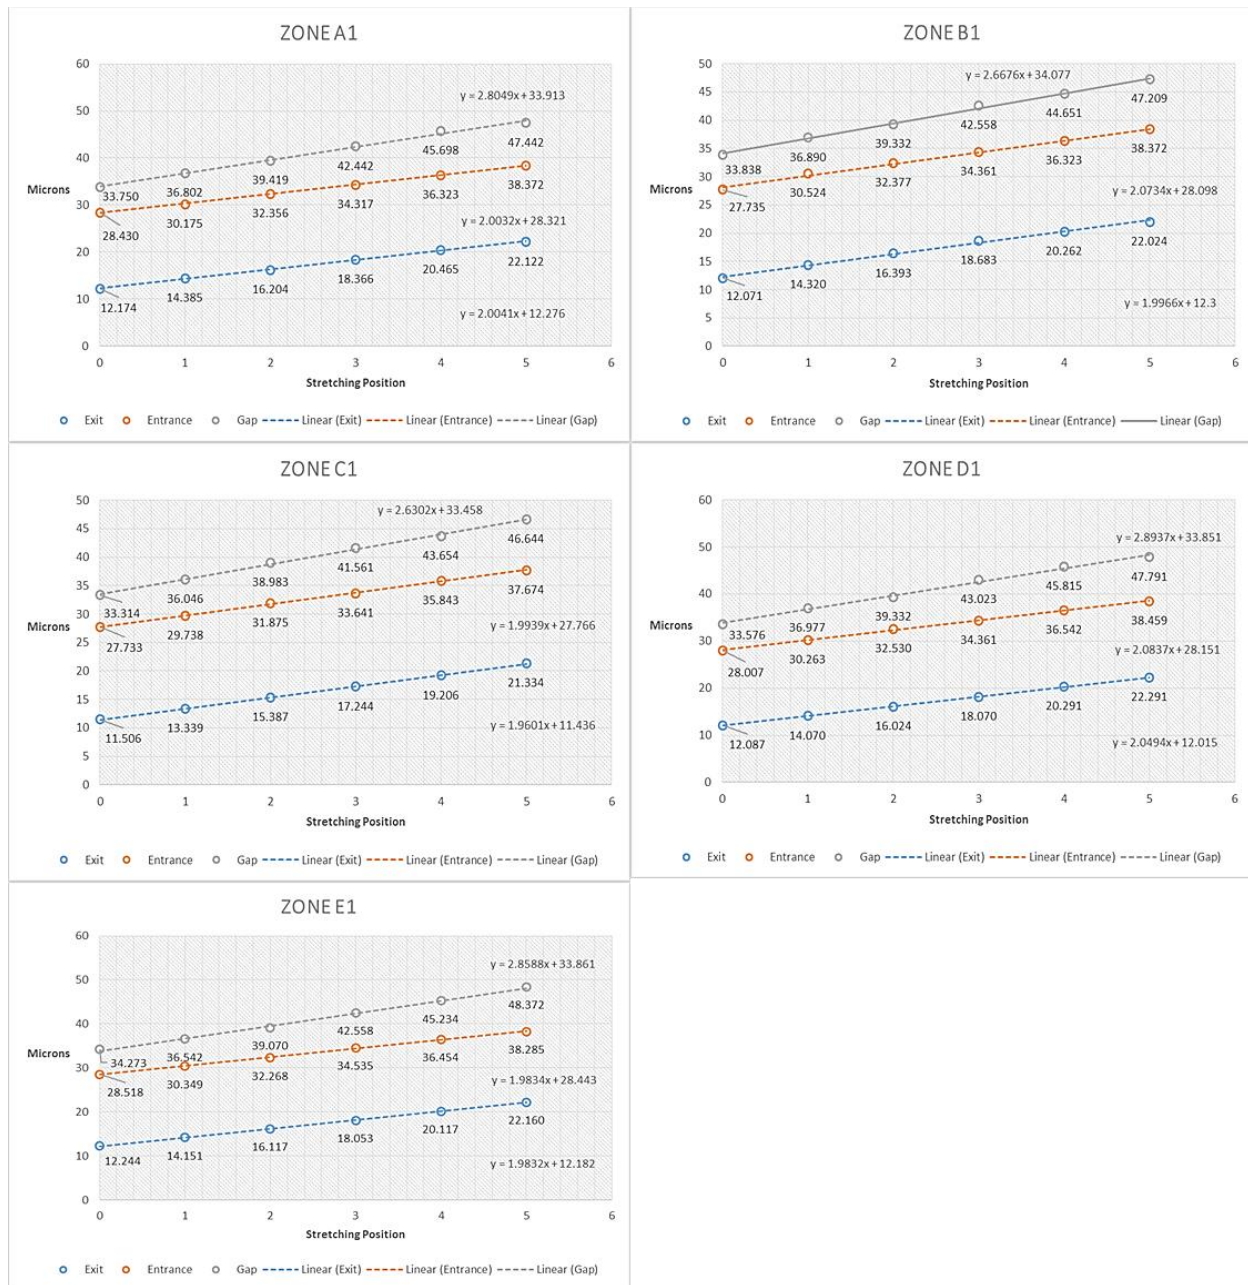 ZONE A1
60
50
40
30
20
10
0
Microns
y = 2.8049x + 33.913
33.750 36.802 39.419 42.442 45.698 47.442
28.430 30.175 32.356 34.317 36.323 38.372
y = 2.0032x + 28.321
12.174 14.385 16.204 18.366 20.465 22.122
y = 2.0041x + 12.276
0 1 2 3 4 5 6
Stretching Position
Exit Entrance Gap Linear (Exit) Linear (Entrance) Linear (Gap)
ZONE B1
50
45
40
35
30
25
20
15
10
5
0
Microns
y = 2.6676x + 34.077
33.838 36.890 39.332 42.558 44.651 47.209
27.735 30.524 32.377 34.361 36.323 38.372
y = 2.0734x + 28.098
12.071 14.320 16.393 18.683 20.262 22.024
y = 1.9966x + 12.3
0 1 2 3 4 5 6
Stretching Position
Exit Entrance Gap Linear (Exit) Linear (Entrance) Linear (Gap)
ZONE C1
50
45
40
35
30
25
20
15
10
5
0
Microns
y = 2.6302x + 33.458
33.314 36.046 38.983 41.561 43.654 46.644
27.733 29.738 31.875 33.641 35.843 37.674
y = 1.9939x + 27.766
11.506 13.339 15.387 17.244 19.206 21.334
y = 1.9601x + 11.436
0 1 2 3 4 5 6
Stretching Position
Exit Entrance Gap Linear (Exit) Linear (Entrance) Linear (Gap)
ZONE D1
60
50
40
30
20
10
0
Microns
y = 2.8937x + 33.851
33.576 36.977 39.332 43.023 45.815 47.791
28.007 30.263 32.530 34.361 36.542 38.459
y = 2.0837x + 28.151
12.087 14.070 16.024 18.070 20.291 22.291
y = 2.0494x + 12.015
0 1 2 3 4 5 6
Stretching Position
Exit Entrance Gap Linear (Exit) Linear (Entrance) Linear (Gap)
ZONE E1
60
50
40
30
20
10
0
Microns
y = 2.8588x + 33.861
34.273 36.542 39.070 42.558 45.234 48.372
28.518 30.349 32.268 34.535 36.454 38.285
y = 1.9834x + 28.443
12.244 14.151 16.117 18.053 20.117 22.160
y = 1.9832x + 12.182
0 1 2 3 4 5 6
Stretching Position
Exit Entrance Gap Linear (Exit) Linear (Entrance) Linear (Gap)